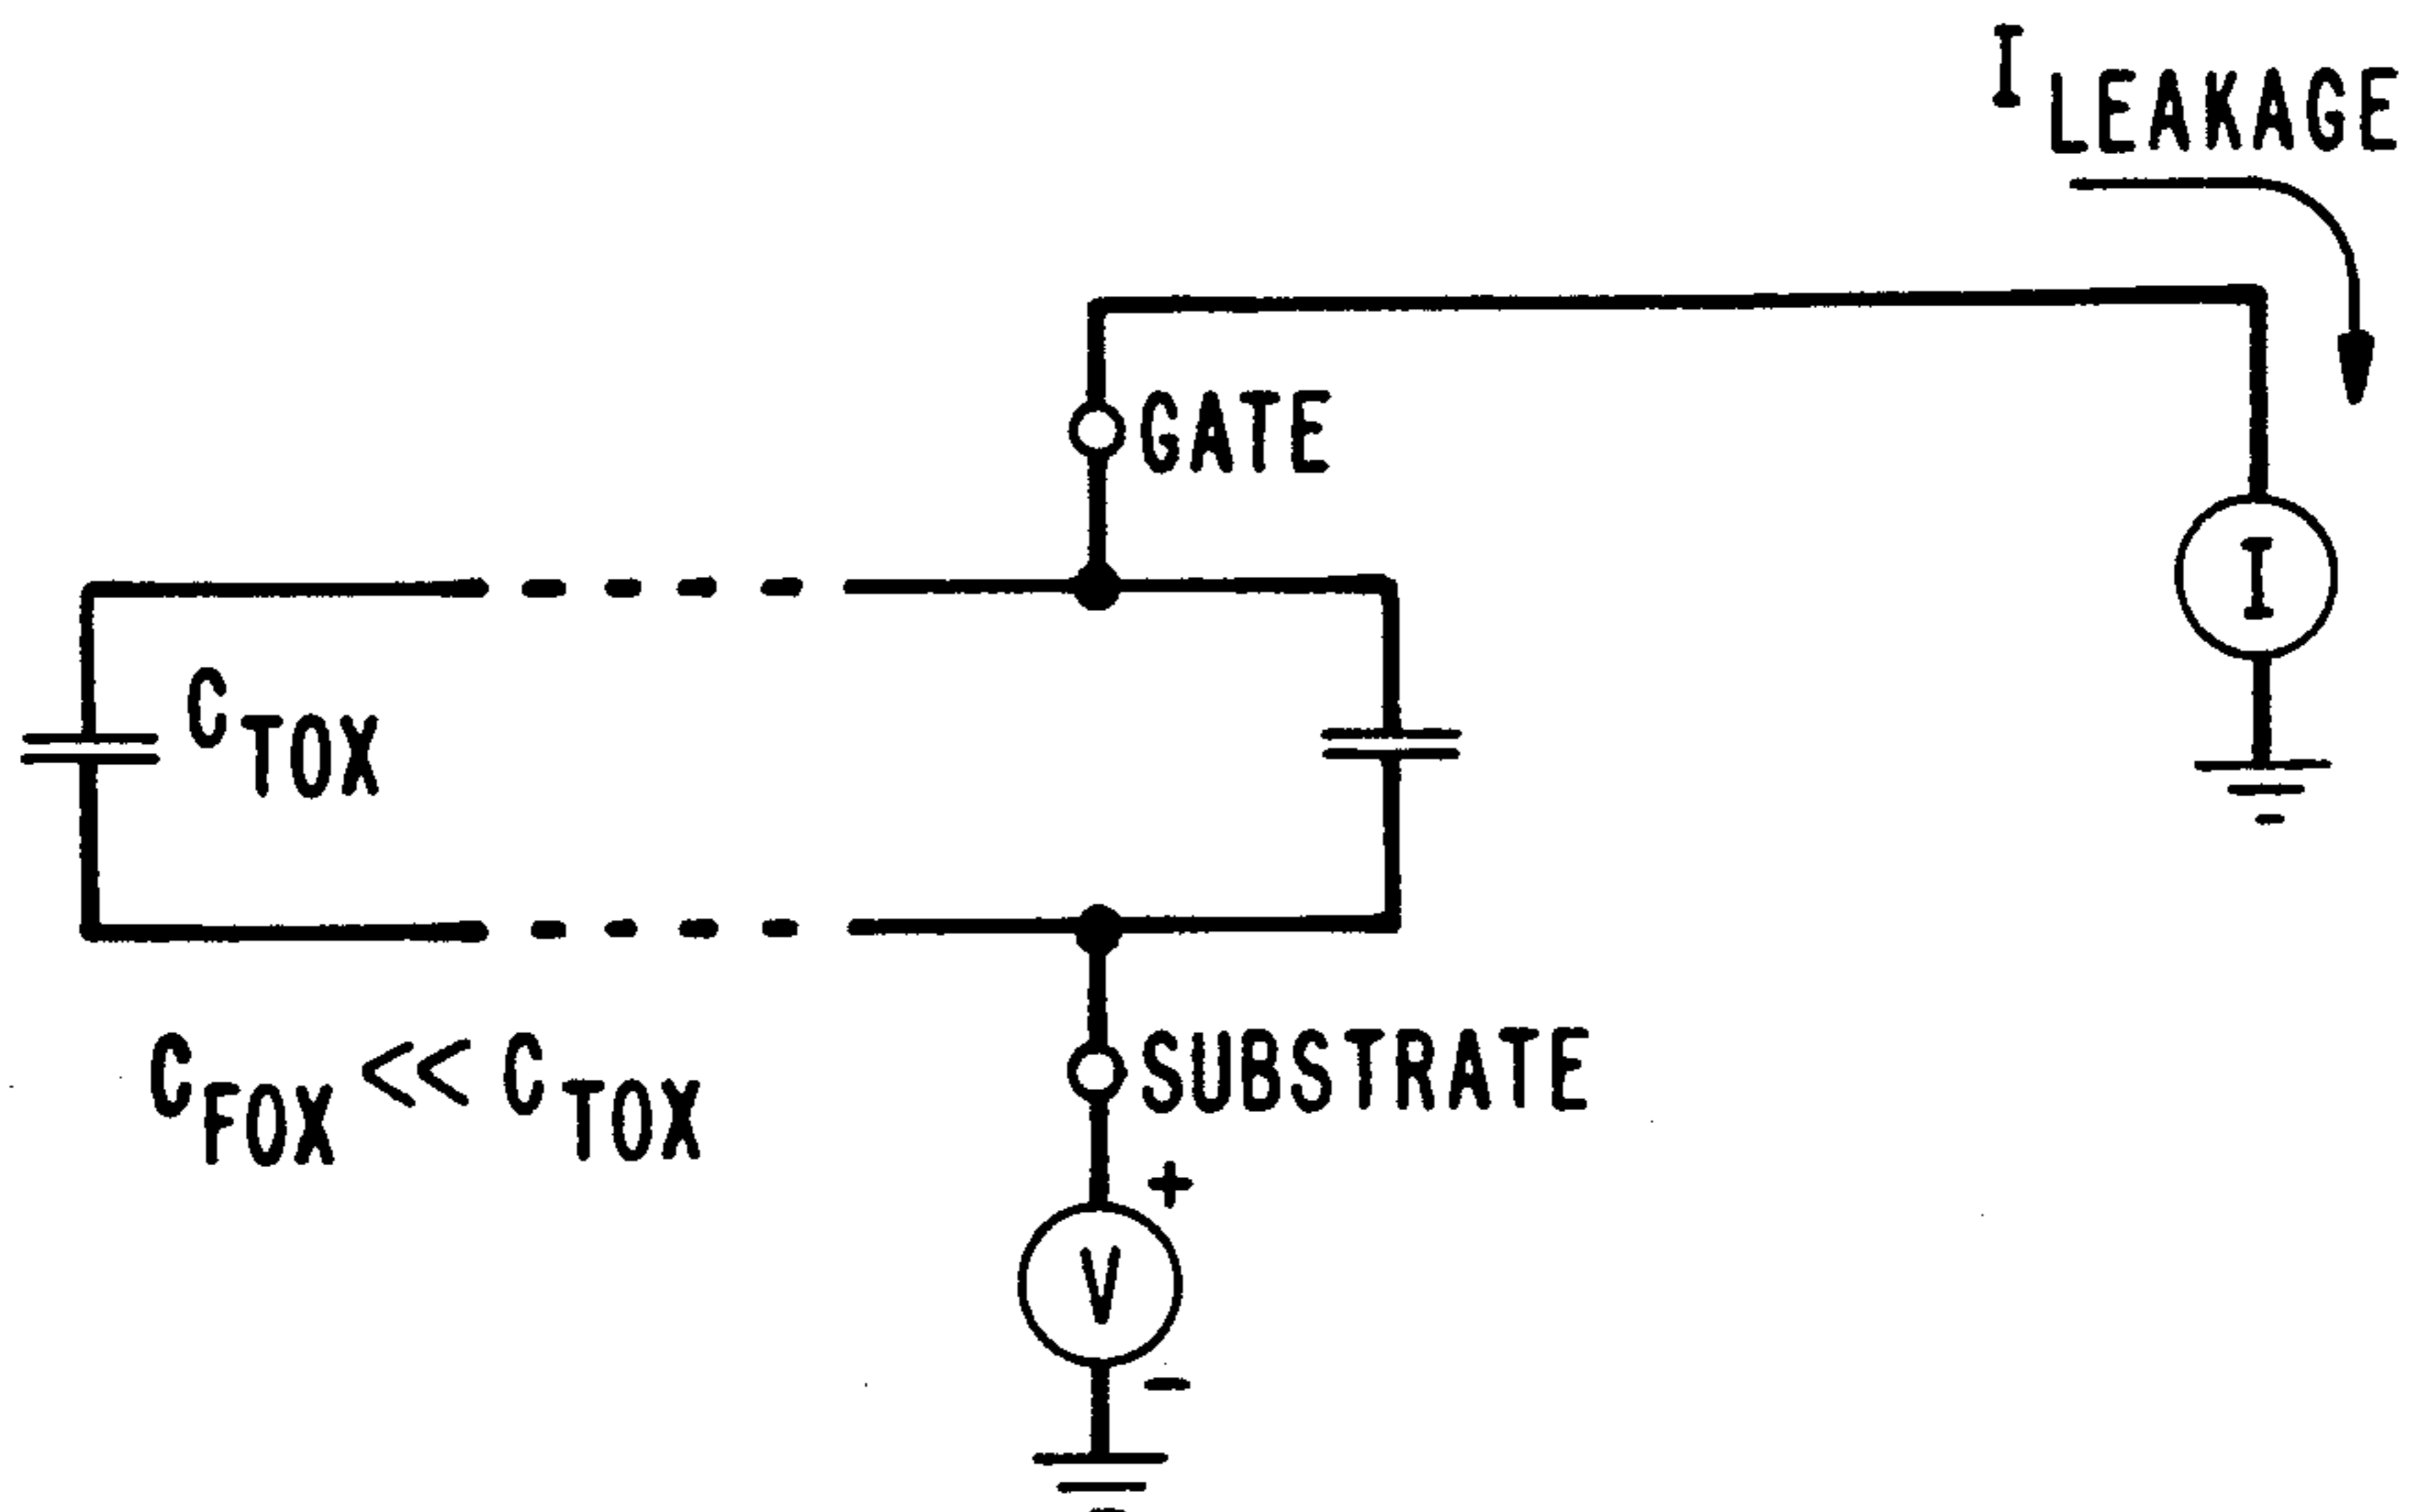 I LEAKAGE
GATE
I
C TOX
C FOX << C TOX
SUBSTRATE
+
V
-